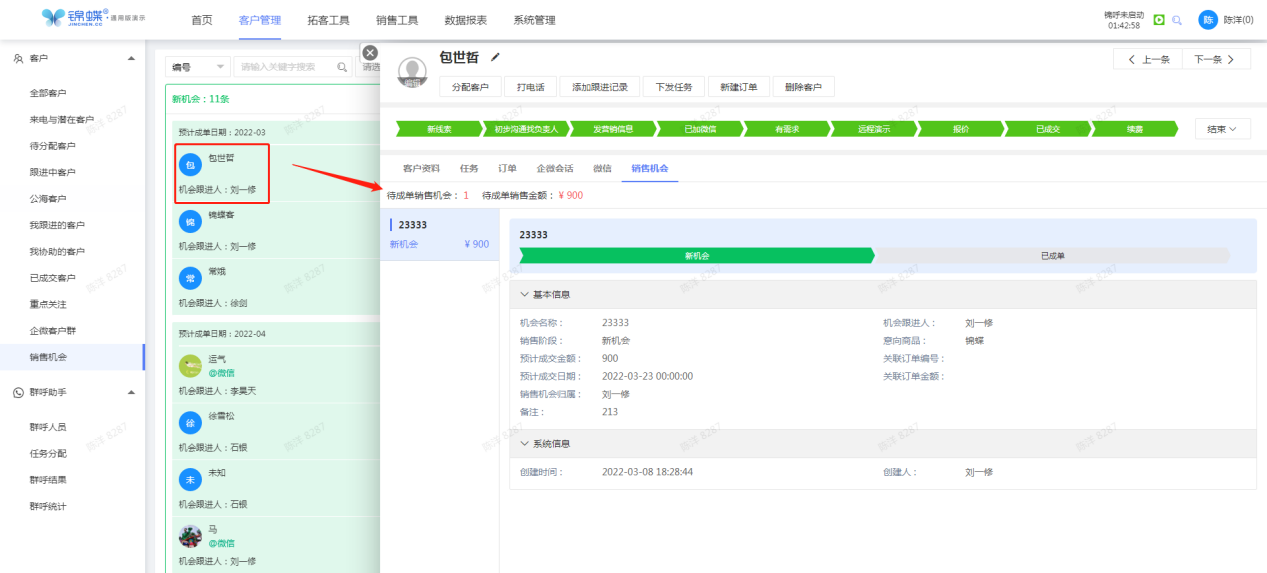 锦蝶® · 通用版演示
JINCHEN.CC
首页 客户管理 拓客工具 销售工具 数据报表 系统管理
锦呼未启动
01:42:58
陈 陈洋(0)
客户
全部客户
来电与潜在客户
待分配客户
跟进中客户
公海客户
我跟进的客户
我协助的客户
已成交客户
重点关注
企微客户群
销售机会
群呼助手
群呼人员
任务分配
群呼结果
群呼统计
编号 请输入关键字搜索 请选
新机会：11条
预计成单日期：2022-03
包 包世哲
机会跟进人：刘一修
锦 锦蝶客
机会跟进人：刘一修
常 常娥
机会跟进人：徐剑
预计成单日期：2022-04
运气
@微信
机会跟进人：李昊天
徐 徐雪松
机会跟进人：石银
未 未知
机会跟进人：石银
马
@微信
机会跟进人：刘一修
包世哲
编辑
上一条 下一条
分配客户 打电话 添加跟进记录 下发任务 新建订单 删除客户
新线索 初步沟通找负责人 发营销信息 已加微信 有需求 远程演示 报价 已成交 续费 结束
客户资料 任务 订单 企微会话 微信 销售机会
待成单销售机会：1 待成单销售金额：¥ 900
23333
新机会 ¥ 900
23333
新机会 已成单
基本信息
机会名称： 23333 机会跟进人： 刘一修
销售阶段： 新机会 意向商品： 锦蝶
预计成交金额： 900 关联订单编号：
预计成交日期： 2022-03-23 00:00:00 关联订单金额：
销售机会归属： 刘一修
备注： 213
系统信息
创建时间： 2022-03-08 18:28:44 创建人： 刘一修
陈洋 8287